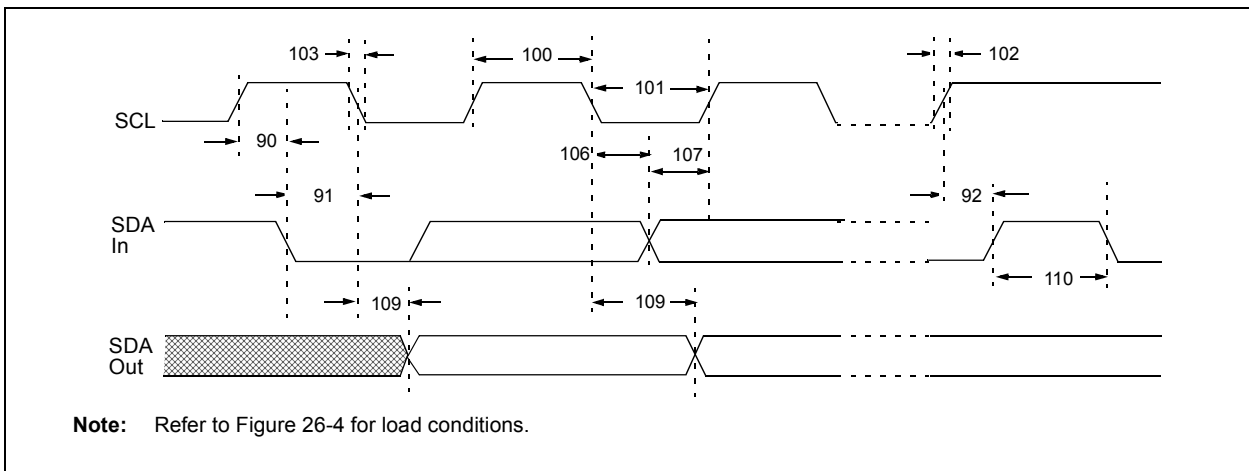 103
100
102
101
SCL
90
106
107
91
92
SDA
In
110
109
109
SDA
Out
Note: Refer to Figure 26-4 for load conditions.